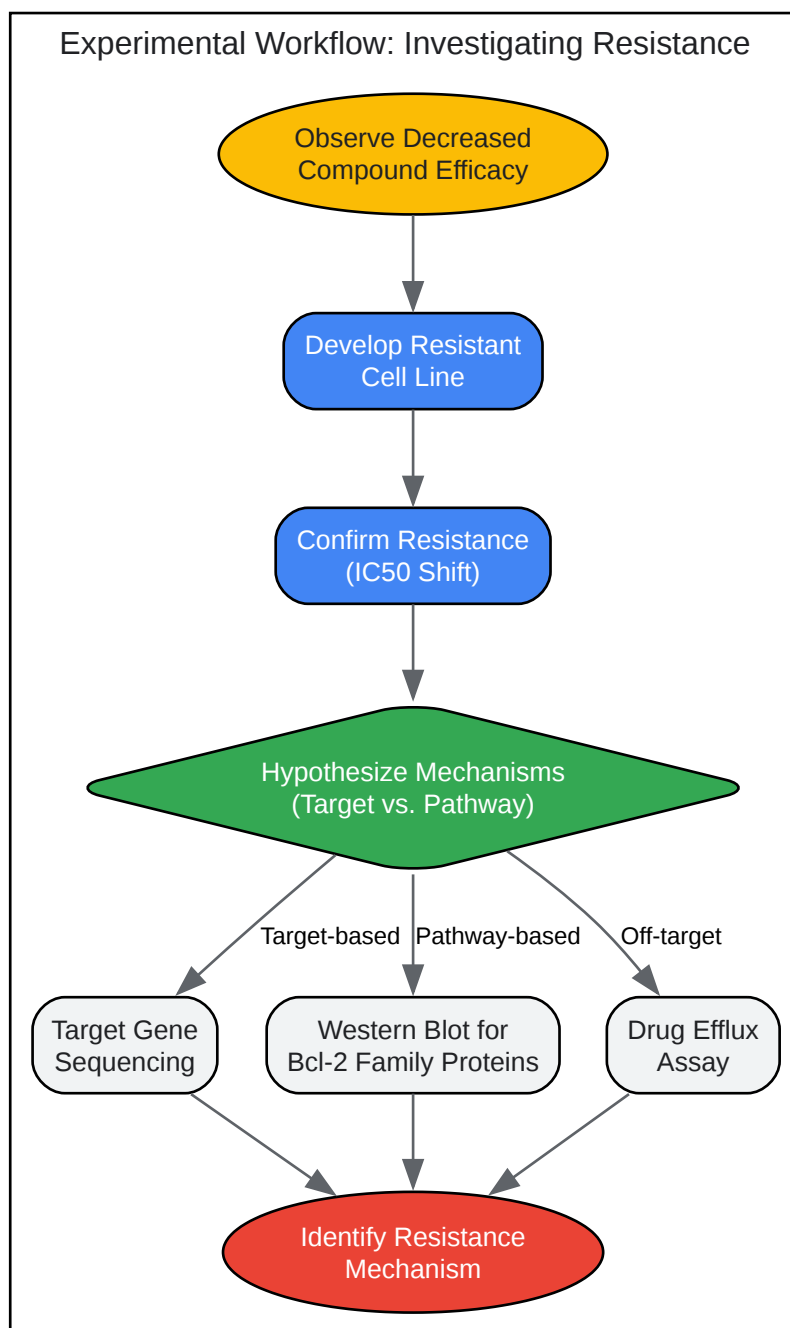 Experimental Workflow: Investigating Resistance
Observe Decreased
Compound Efficacy
Develop Resistant
Cell Line
Confirm Resistance
(IC50 Shift)
Hypothesize Mechanisms
(Target vs. Pathway)
Target-based
Pathway-based
Off-target
Target Gene
Sequencing
Western Blot for
Bcl-2 Family Proteins
Drug Efflux
Assay
Identify Resistance
Mechanism